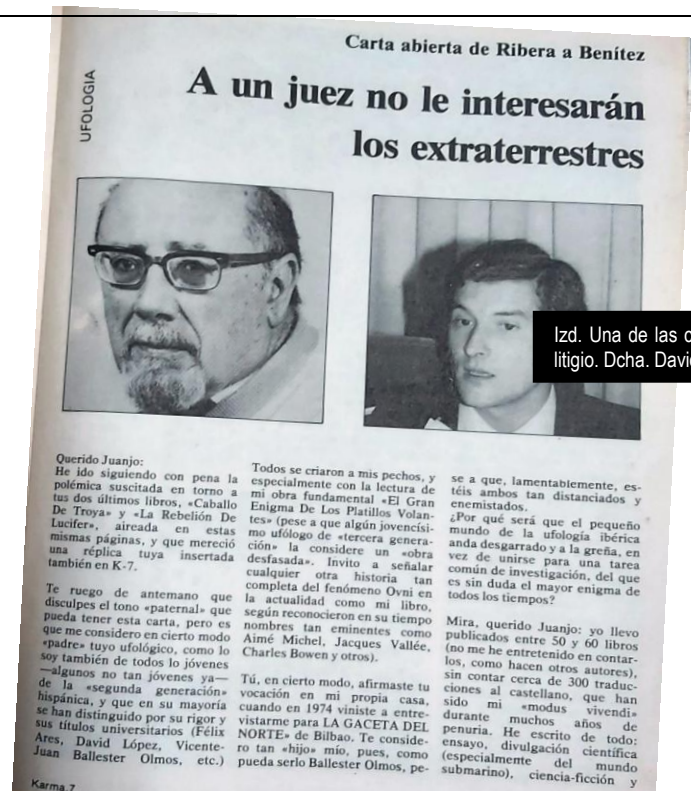 Carta abierta de Ribera a Benítez
UFOLOGIA
A un juez no le interesarán
los extraterrestres
Izd. Una de las
litigio. Dcha.
Querido Juanjo:
He ido siguiendo con pena la
polémica suscitada en torno a
tus dos últimos libros, «Caballo
De Troya» y «La Rebelión De
Lucifer», aireada en estas
mismas páginas, y que mereció
una réplica tuya insertada
también en K-7.
Te ruego de antemano que
disculpes el tono «paternal» que
pueda tener esta carta, pero es
que me considero en cierto modo
«padre» tuyo ufológico, como lo
soy también de todos lo jóvenes
—algunos no tan jóvenes ya—
de la «segunda generación»
hispánica, y que en su mayoría
se han distinguido por su rigor y
sus títulos universitarios (Félix
Ares, David López, Vicente-
Juan Ballester Olmos, etc.)
Todos se criaron a mis pechos, y
especialmente con la lectura de
mi obra fundamental «El Gran
Enigma De Los Platillos Volan-
tes» (pese a que algún jovencísi-
mo ufólogo de «tercera genera-
ción» la considere un «obra
desfasada». Invito a señalar
cualquier otra historia tan
completa del fenómeno Ovni en
la actualidad como mi libro,
según reconocieron en su tiempo
nombres tan eminentes como
Aimé Michel, Jacques Vallée,
Charles Bowen y otros).
Tú, en cierto modo, afirmaste tu
vocación en mi propia casa,
cuando en 1974 viniste a entre-
vistarme para LA GACETA DEL
NORTE» de Bilbao. Te conside-
ro tan «hijo» mío, pues, como
pueda serlo Ballester Olmos, pe-
se a que, lamentablemente, es-
téis ambos tan distanciados y
enemistados.
¿Por qué será que el pequeño
mundo de la ufología ibérica
anda desgarrado y a la greña, en
vez de unirse para una tarea
común de investigación, del que
es sin duda el mayor enigma de
todos los tiempos?
Mira, querido Juanjo: yo llevo
publicados entre 50 y 60 libros
(no me he entretenido en contar-
los, como hacen otros autores),
sin contar cerca de 300 traduc-
ciones al castellano, que han
sido mi «modus vivendi»
durante muchos años de
penuria. He escrito de todo:
ensayo, divulgación científica
(especialmente del mundo
submarino), ciencia-ficción y
Karma 7